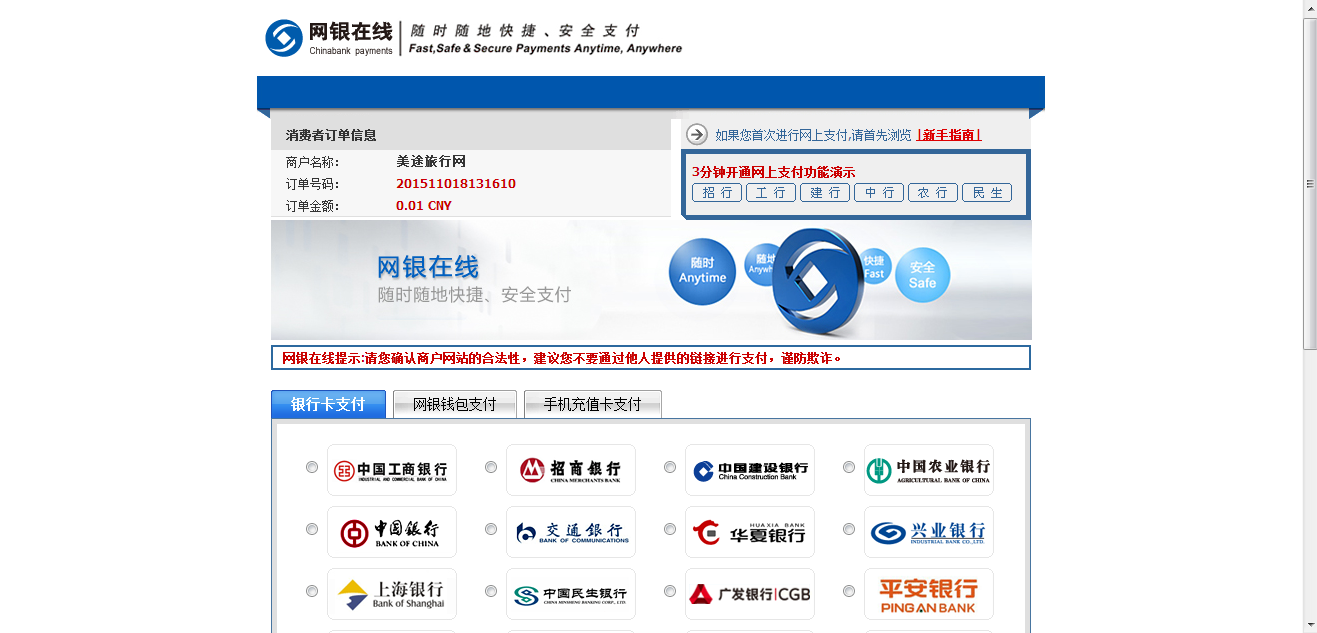 网银在线 随时随地快捷、安全支付
Chinabank payments Fast,Safe & Secure Payments Anytime, Anywhere
消费者订单信息
商户名称: 美途旅行网
订单号码: 201511018131610
订单金额: 0.01 CNY
如果您首次进行网上支付,请首先浏览 |新手指南|
3分钟开通网上支付功能演示
招 行 工 行 建 行 中 行 农 行 民 生
网银在线
随时随地快捷、安全支付
随时 Anytime
随地 Anywh
快捷 Fast
安全 Safe
网银在线提示:请您确认商户网站的合法性，建议您不要通过他人提供的链接进行支付，谨防欺诈。
银行卡支付 网银钱包支付 手机充值卡支付
中国工商银行 INDUSTRIAL AND COMMERCIAL BANK OF CHINA
招商银行 CHINA MERCHANTS BANK
中国建设银行 China Construction Bank
中国农业银行 AGRICULTURAL BANK OF CHINA
中国银行 BANK OF CHINA
交通银行 BANK OF COMMUNICATIONS
HUAXIA BANK 华夏银行
兴业银行 INDUSTRIAL BANK CO.,LTD.
上海银行 Bank of Shanghai
中国民生银行 CHINA MINSHENG BANKING CORP., LTD.
广发银行|CGB
平安银行 PING AN BANK